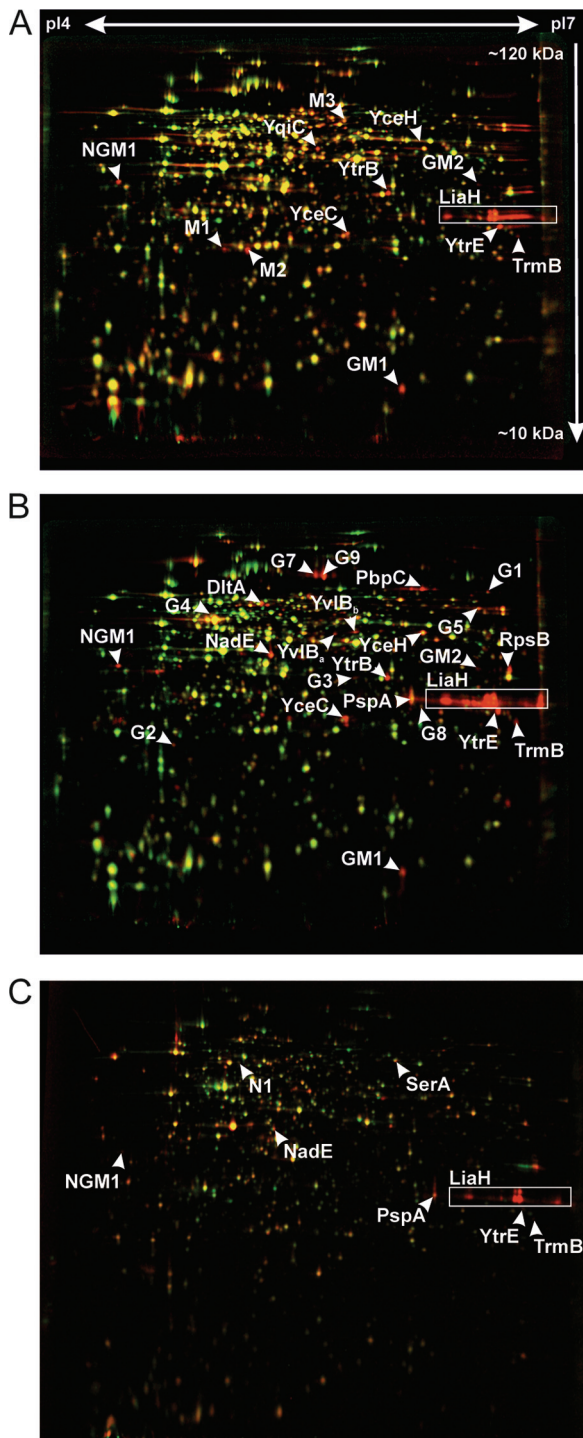 A
pI4
pI7
~120 kDa
M3
YqiC
YceH
NGM1
GM2
YtrB
LiaH
YceC
M1
YtrE
M2
TrmB
GM1
~10 kDa
B
G7
G9
PbpC
G1
DltA
G4
YvlBb
G5
NGM1
NadE
YvlBa
YceH
RpsB
GM2
YtrB
G3
LiaH
PspA
YceC
G2
G8
YtrE
TrmB
GM1
C
N1
SerA
NadE
NGM1
LiaH
PspA
YtrE
TrmB